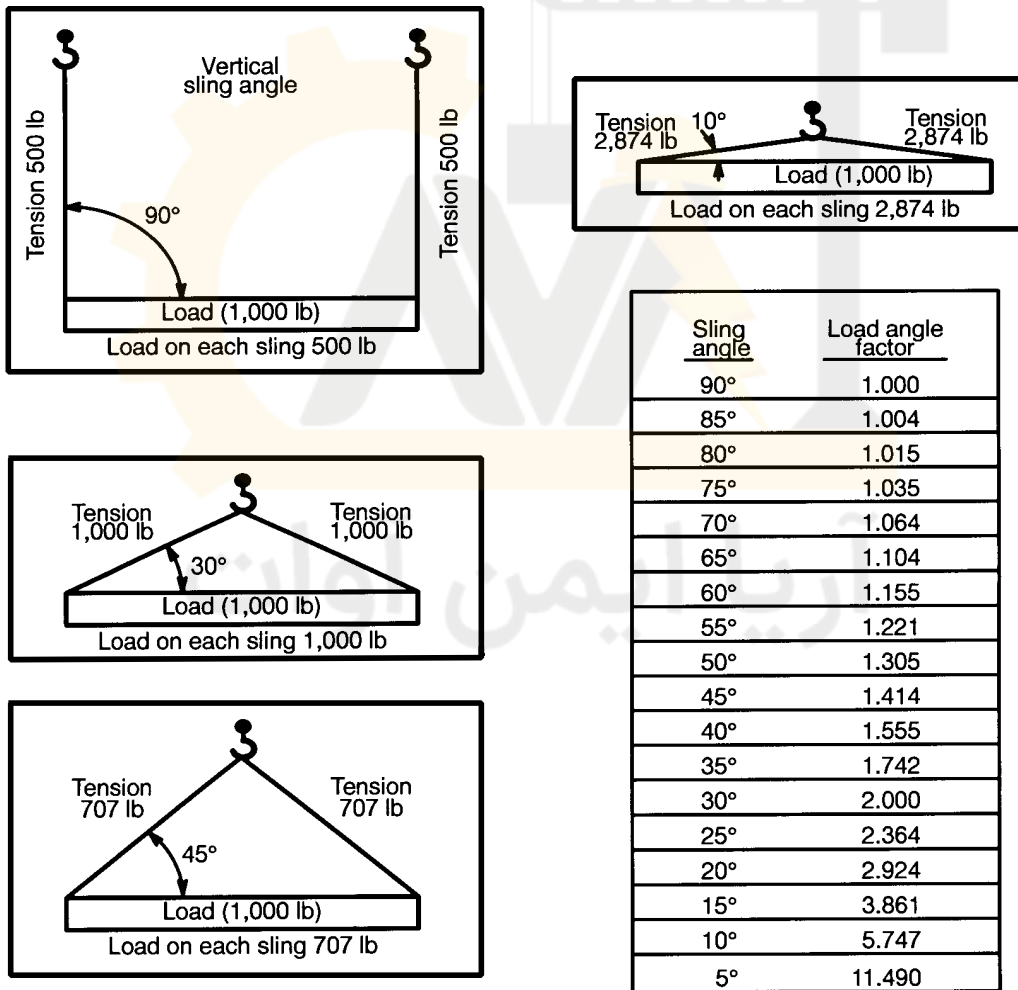 Vertical
sling angle
Tension 500 lb
Tension 500 lb
90°
Load (1,000 lb)
Load on each sling 500 lb
Tension
2,874 lb
10°
Tension
2,874 lb
Load (1,000 lb)
Load on each sling 2,874 lb
Tension
1,000 lb
Tension
1,000 lb
30°
Load (1,000 lb)
Load on each sling 1,000 lb
Tension
707 lb
Tension
707 lb
45°
Load (1,000 lb)
Load on each sling 707 lb
Sling angle Load angle factor
90° 1.000
85° 1.004
80° 1.015
75° 1.035
70° 1.064
65° 1.104
60° 1.155
55° 1.221
50° 1.305
45° 1.414
40° 1.555
35° 1.742
30° 2.000
25° 2.364
20° 2.924
15° 3.861
10° 5.747
5° 11.490
آریا ایمن اوات